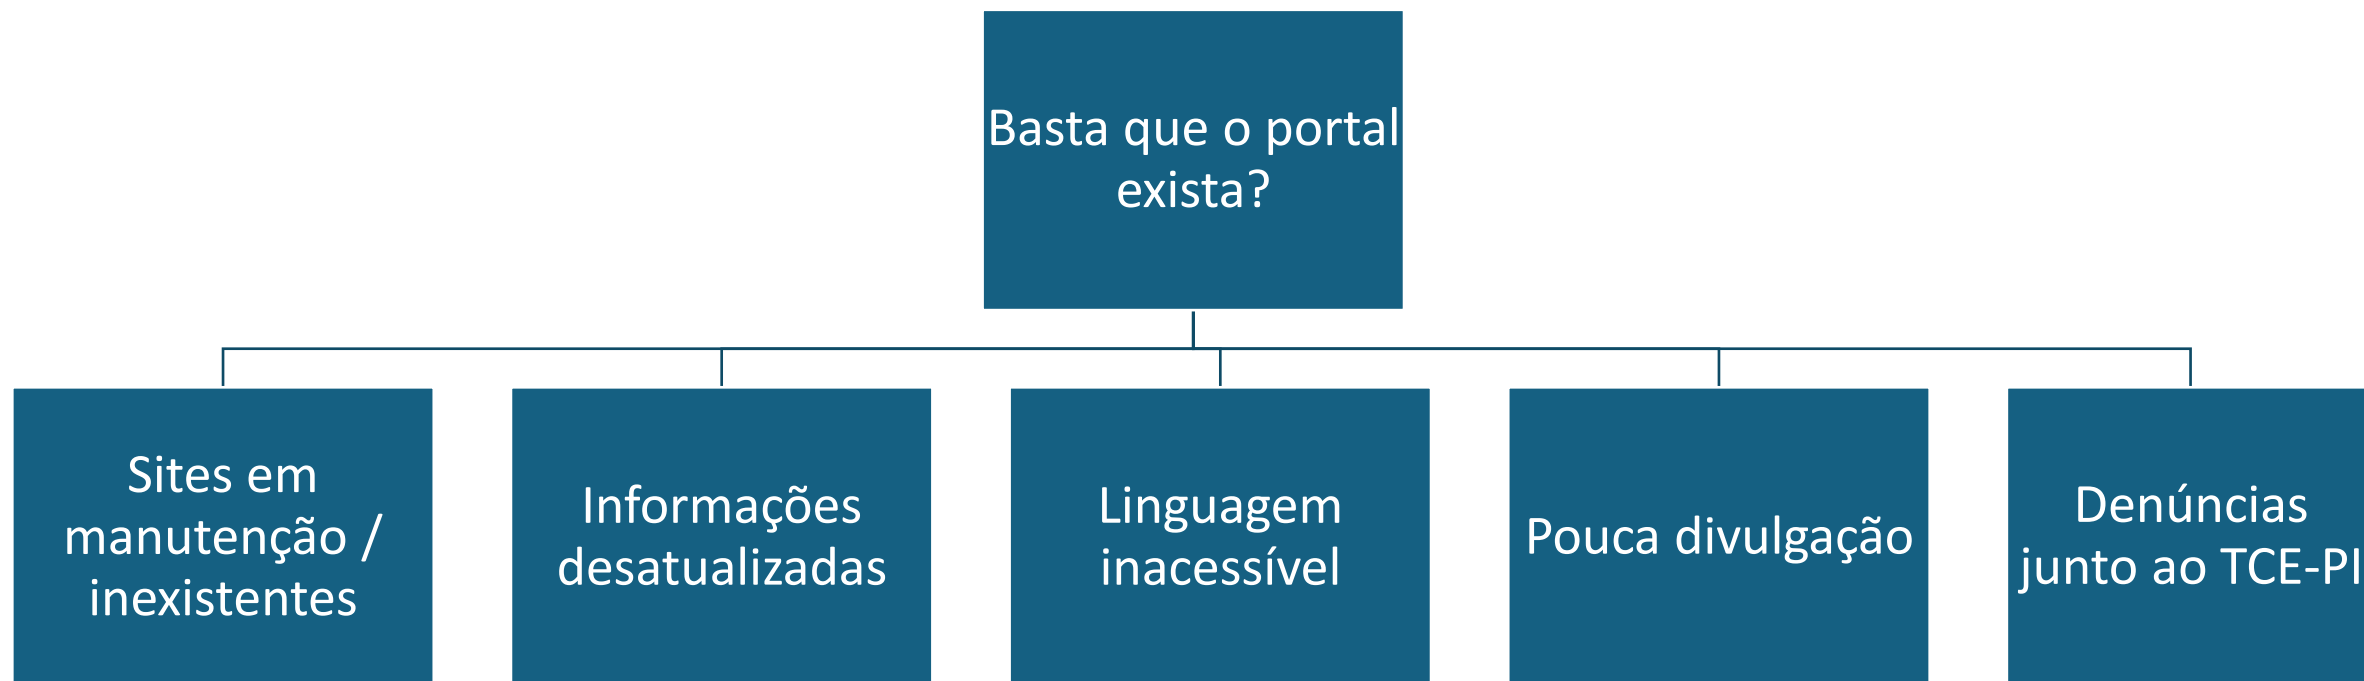 Basta que o portal
exista?
Sites em
manutenção /
inexistentes
Informações
desatualizadas
Linguagem
inacessível
Pouca divulgação
Denúncias
junto ao TCE-PI